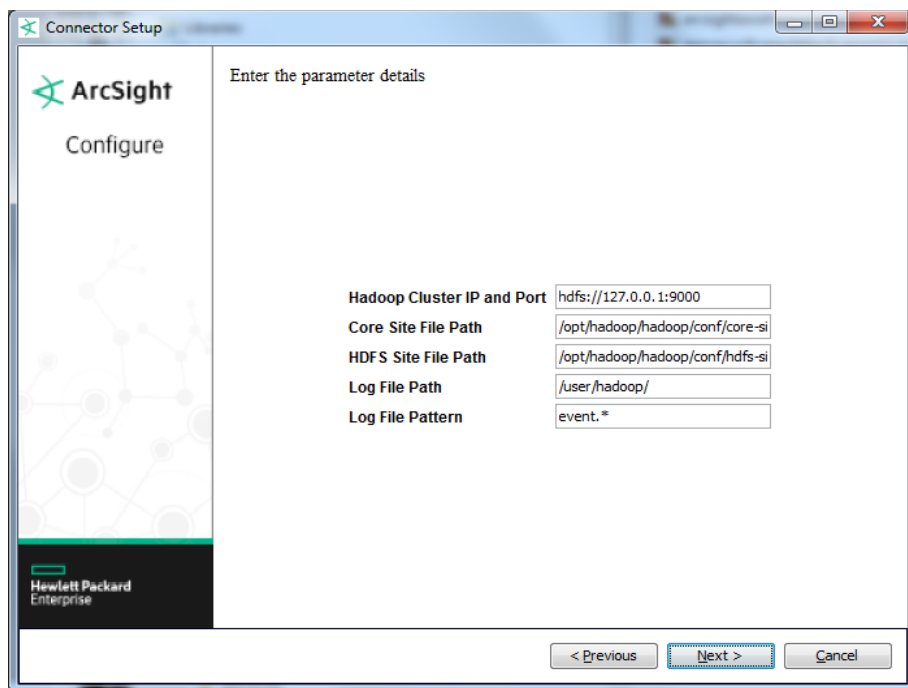 Connector Setup
ArcSight
Configure
Enter the parameter details
Hadoop Cluster IP and Port hdfs://127.0.0.1:9000
Core Site File Path /opt/hadoop/hadoop/conf/core-si
HDFS Site File Path /opt/hadoop/hadoop/conf/hdfs-si
Log File Path /user/hadoop/
Log File Pattern event.*
Hewlett Packard
Enterprise
< Previous Next > Cancel